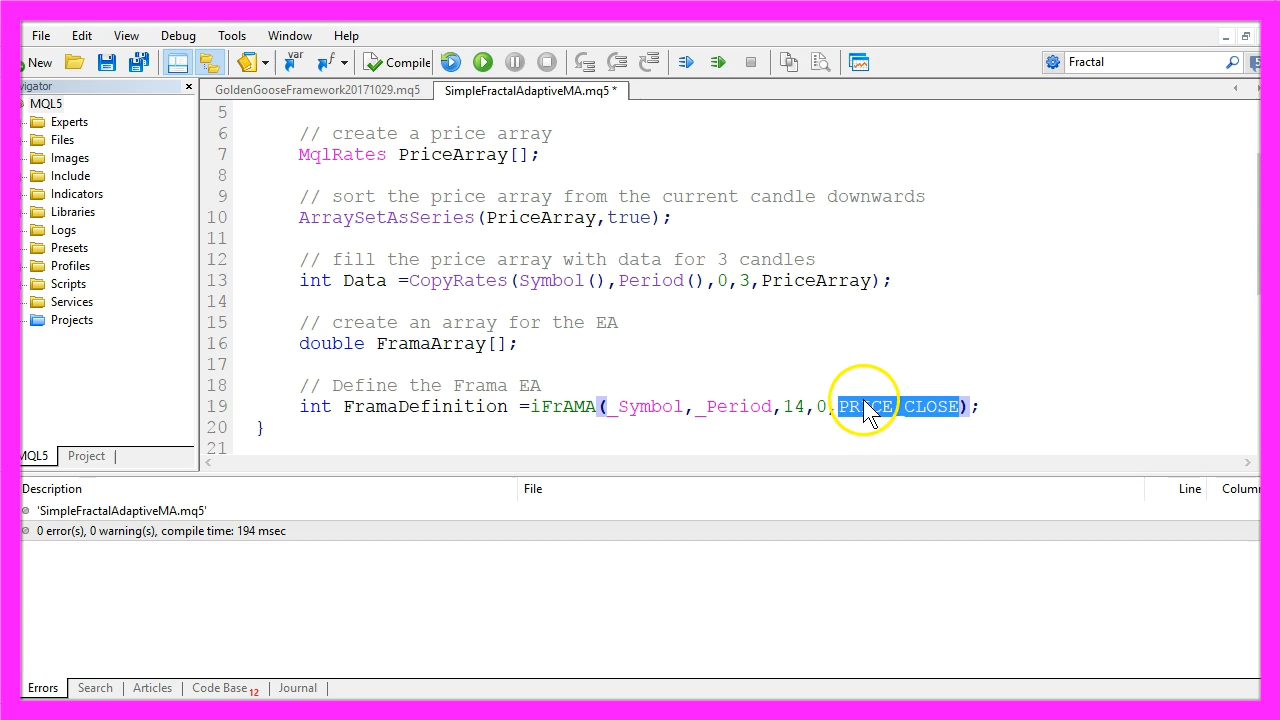 File Edit View Debug Tools Window Help
New Compile Fractal
vigator
GoldenGooseFramework20171029.mq5 SimpleFractalAdaptiveMA.mq5 *
MQL5
Experts
Files
Images
Include
Indicators
Libraries
Logs
Presets
Profiles
Scripts
Services
Projects
MQL5 Project
5
6 // create a price array
7 MqlRates PriceArray[];
8
9 // sort the price array from the current candle downwards
10 ArraySetAsSeries(PriceArray,true);
11
12 // fill the price array with data for 3 candles
13 int Data =CopyRates(Symbol(),Period(),0,3,PriceArray);
14
15 // create an array for the EA
16 double FramaArray[];
17
18 // Define the Frama EA
19 int FramaDefinition =iFrAMA(_Symbol,_Period,14,0,PRICE_CLOSE);
20 }
21
Description File Line Column
'SimpleFractalAdaptiveMA.mq5'
0 error(s), 0 warning(s), compile time: 194 msec
Errors Search Articles Code Base 12 Journal